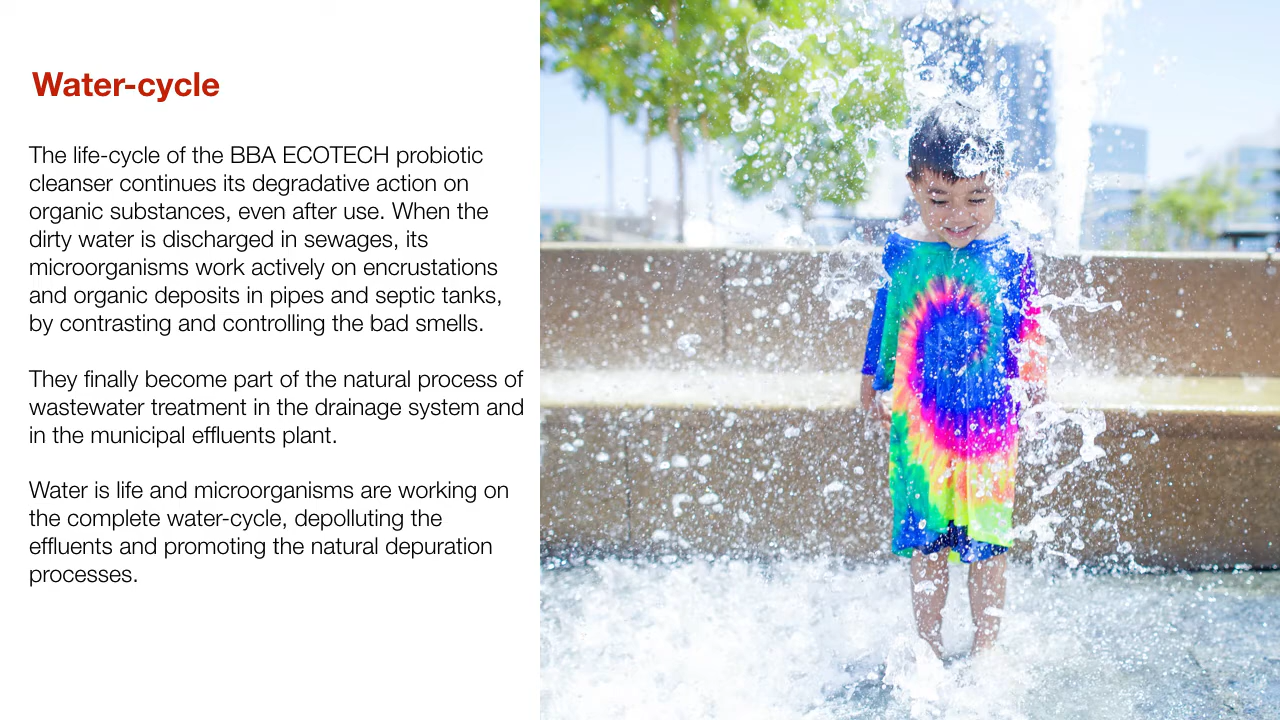 Water-cycle
The life-cycle of the BBA ECOTECH probiotic
cleanser continues its degradative action on
organic substances, even after use. When the
dirty water is discharged in sewages, its
microorganisms work actively on encrustations
and organic deposits in pipes and septic tanks,
by contrasting and controlling the bad smells.
They finally become part of the natural process of
wastewater treatment in the drainage system and
in the municipal effluents plant.
Water is life and microorganisms are working on
the complete water-cycle, depolluting the
effluents and promoting the natural depuration
processes.